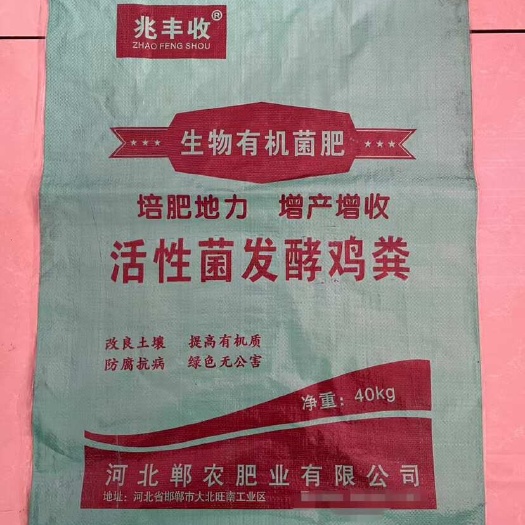 兆丰收®
ZHAO FENG SHOU
生物有机菌肥
培肥地力 增产增收
活性菌发酵鸡粪
改良土壤 提高有机质
防腐抗病 绿色无公害
净重：40kg
河北郸农肥业有限公司
地址：河北省邯郸市大北旺南工业区